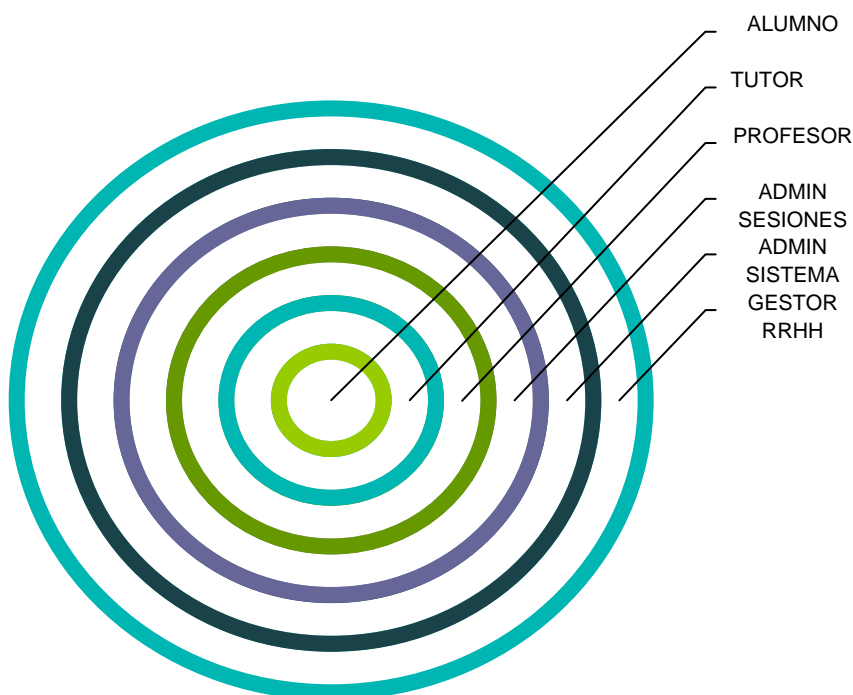 ALUMNO
TUTOR
PROFESOR
ADMIN
SESIONES
ADMIN
SISTEMA
GESTOR
RRHH